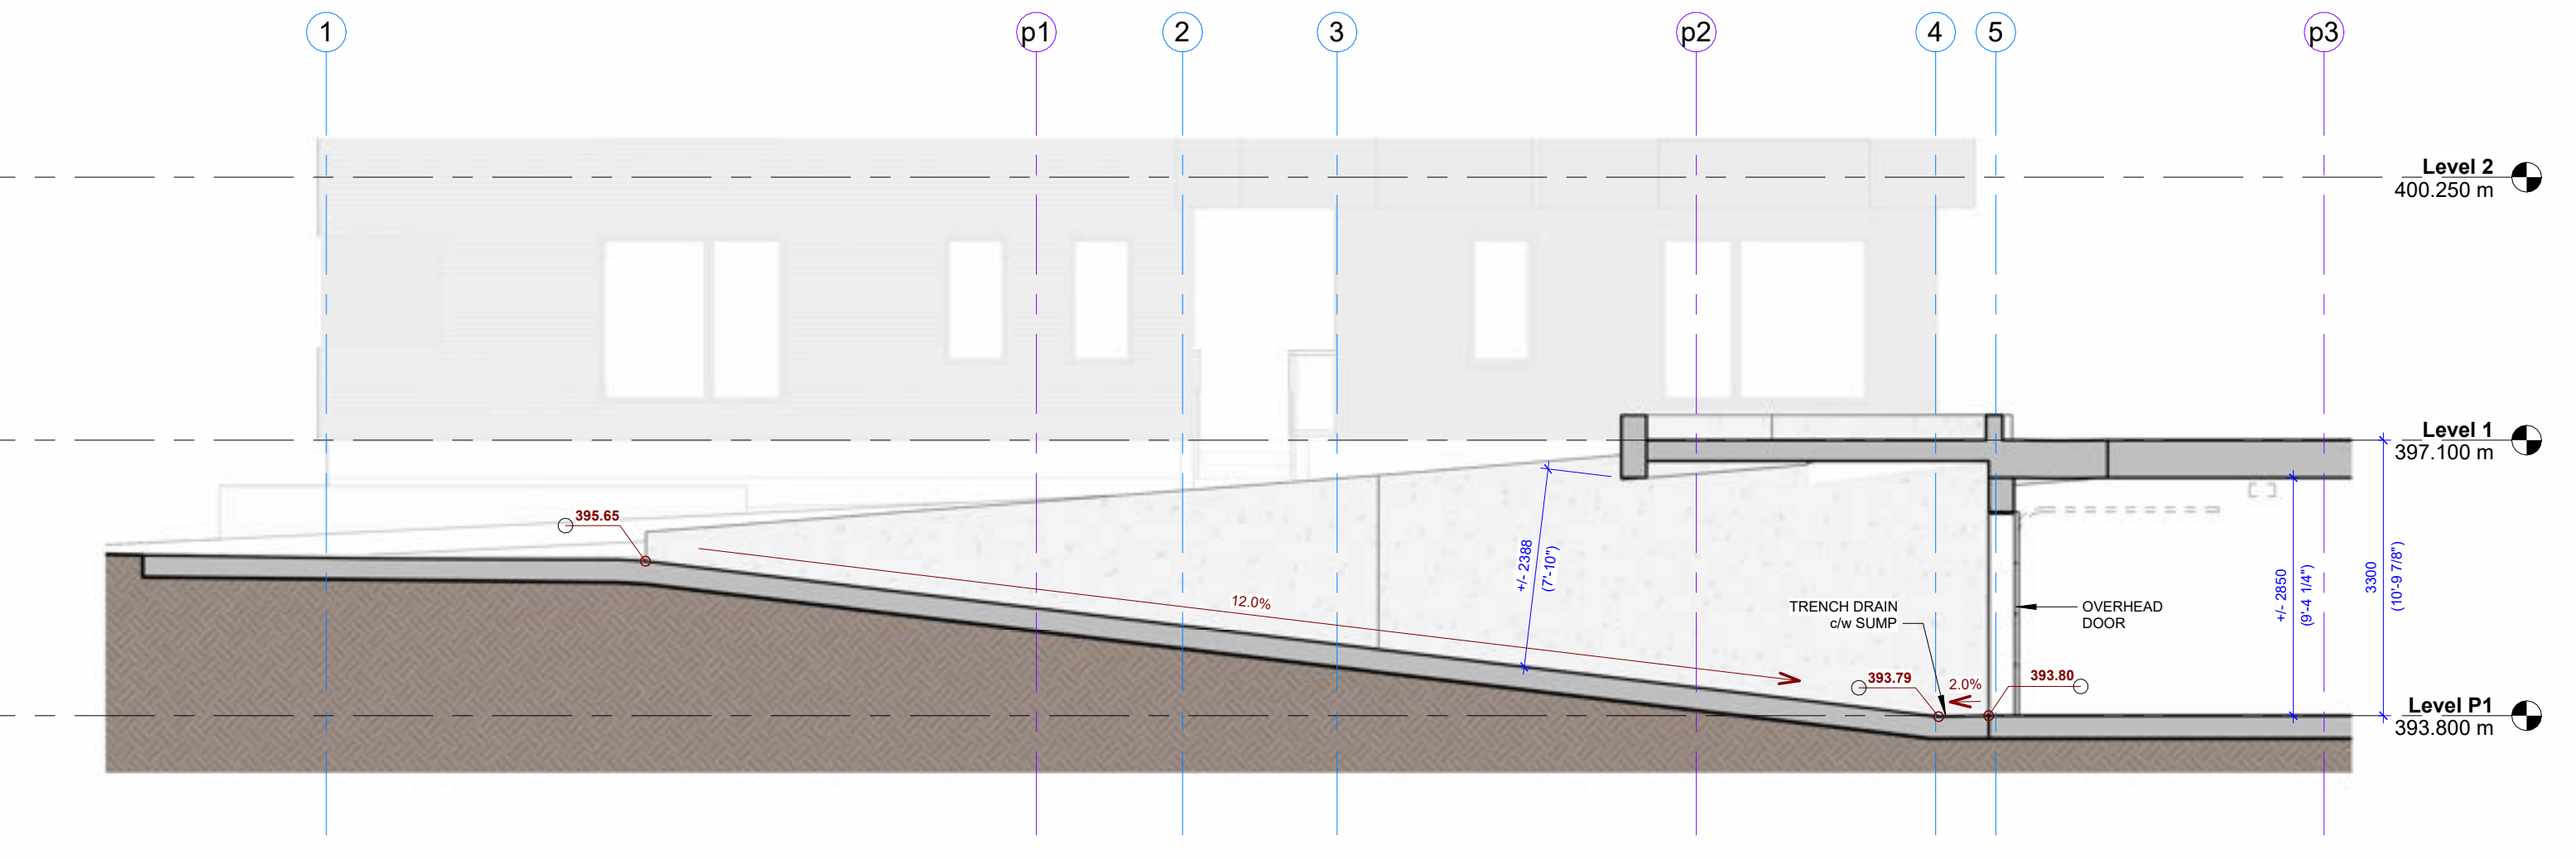 1
p1
2
3
p2
4
5
p3
Level 2
400.250 m
Level 1
397.100 m
395.65
+/- 2388
(7'-10")
12.0%
TRENCH DRAIN
c/w SUMP
OVERHEAD
DOOR
+/- 2850
(9'-4 1/4")
3300
(10'-9 7/8")
393.79
2.0%
393.80
Level P1
393.800 m